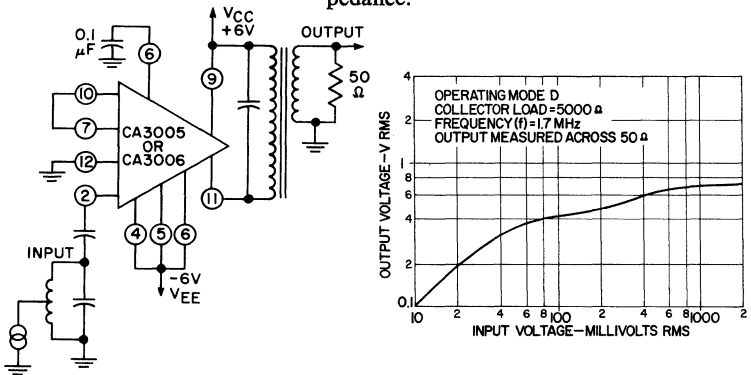 pedance.
VCC
+6V
OUTPUT
0.1
μF
6
9
50
Ω
10
7
12
2
CA3005
OR
CA3006
11
4
5
6
INPUT
-6V
VEE
OPERATING MODE D
COLLECTOR LOAD=5000 Ω
FREQUENCY (f)=1.7 MHz
OUTPUT MEASURED ACROSS 50 Ω
OUTPUT VOLTAGE—V RMS
4
2
1
8
6
4
2
0.1
10 2 4 6 8 100 2 4 6 8 1000 2
INPUT VOLTAGE—MILLIVOLTS RMS